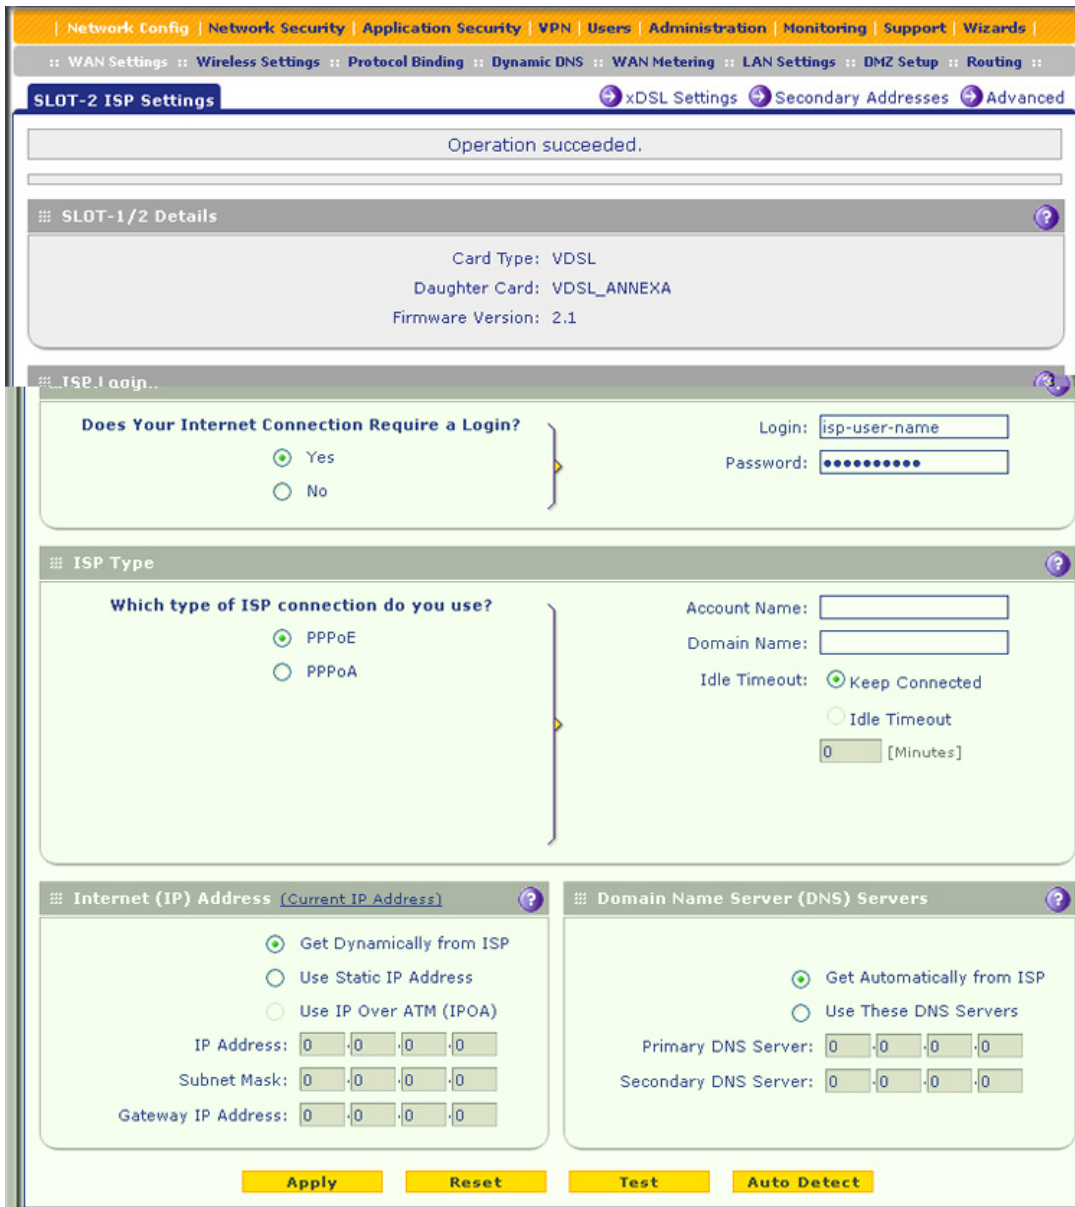 | Network Config | Network Security | Application Security | VPN | Users | Administration | Monitoring | Support | Wizards |
:: WAN Settings :: Wireless Settings :: Protocol Binding :: Dynamic DNS :: WAN Metering :: LAN Settings :: DMZ Setup :: Routing ::
SLOT-2 ISP Settings xDSL Settings Secondary Addresses Advanced
Operation succeeded.
SLOT-1/2 Details ?
Card Type: VDSL
Daughter Card: VDSL_ANNEXA
Firmware Version: 2.1
ISP Login
Does Your Internet Connection Require a Login?
Yes
No
Login: isp-user-name
Password: ●●●●●●●●●●
ISP Type ?
Which type of ISP connection do you use?
PPPoE
PPPoA
Account Name:
Domain Name:
Idle Timeout: Keep Connected
Idle Timeout
0 [Minutes]
Internet (IP) Address (Current IP Address) ?
Get Dynamically from ISP
Use Static IP Address
Use IP Over ATM (IPOA)
IP Address: 0 .0 .0 .0
Subnet Mask: 0 .0 .0 .0
Gateway IP Address: 0 .0 .0 .0
Domain Name Server (DNS) Servers ?
Get Automatically from ISP
Use These DNS Servers
Primary DNS Server: 0 .0 .0 .0
Secondary DNS Server: 0 .0 .0 .0
Apply Reset Test Auto Detect